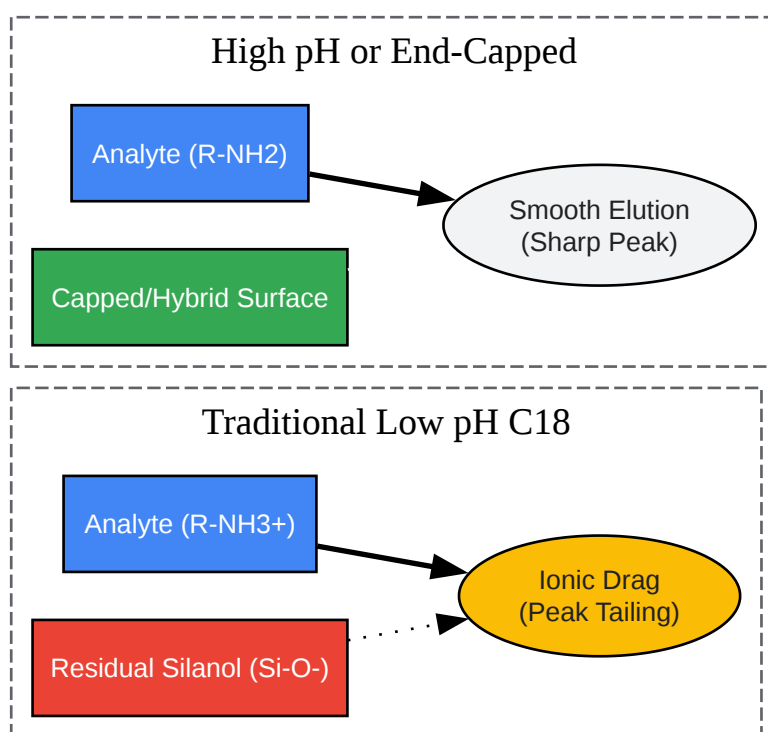 High pH or End-Capped
Analyte (R-NH2)
Smooth Elution
(Sharp Peak)
Capped/Hybrid Surface
Traditional Low pH C18
Analyte (R-NH3+)
Ionic Drag
(Peak Tailing)
Residual Silanol (Si-O-)